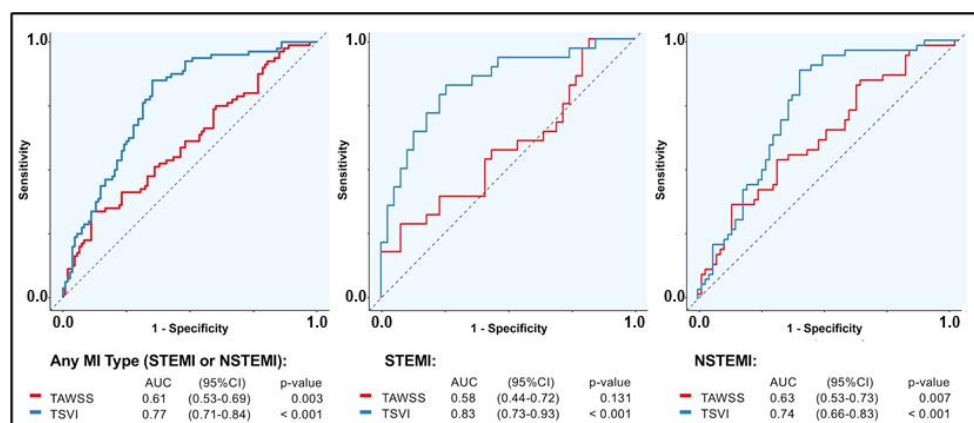 1.0
Sensitivity
0.0
0.0 1.0
1 - Specificity
1.0
Sensitivity
0.0
0.0 1.0
1 - Specificity
1.0
Sensitivity
0.0
0.0 1.0
1 - Specificity
Any MI Type (STEMI or NSTEMI):
AUC (95%CI) p-value
TAWSS 0.61 (0.53-0.69) 0.003
TSVI 0.77 (0.71-0.84) < 0.001
STEMI:
AUC (95%CI) p-value
TAWSS 0.58 (0.44-0.72) 0.131
TSVI 0.83 (0.73-0.93) < 0.001
NSTEMI:
AUC (95%CI) p-value
TAWSS 0.63 (0.53-0.73) 0.007
TSVI 0.74 (0.66-0.83) < 0.001